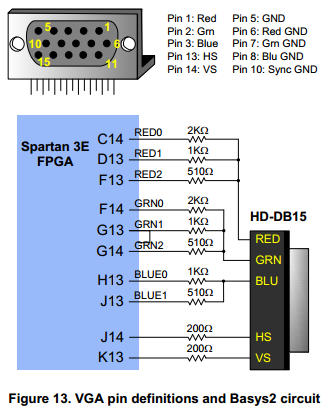 5
1
10
6
15
11
Pin 1: Red Pin 5: GND
Pin 2: Grn Pin 6: Red GND
Pin 3: Blue Pin 7: Grn GND
Pin 13: HS Pin 8: Blu GND
Pin 14: VS Pin 10: Sync GND
Spartan 3E
FPGA
HD-DB15
C14 RED0 2KΩ
D13 RED1 1KΩ
F13 RED2 510Ω
F14 GRN0 2KΩ
G13 GRN1 1KΩ
G14 GRN2 510Ω
H13 BLUE0 1KΩ
J13 BLUE1 510Ω
J14 200Ω
K13 200Ω
RED
GRN
BLU
HS
VS
Figure 13. VGA pin definitions and Basys2 circuit